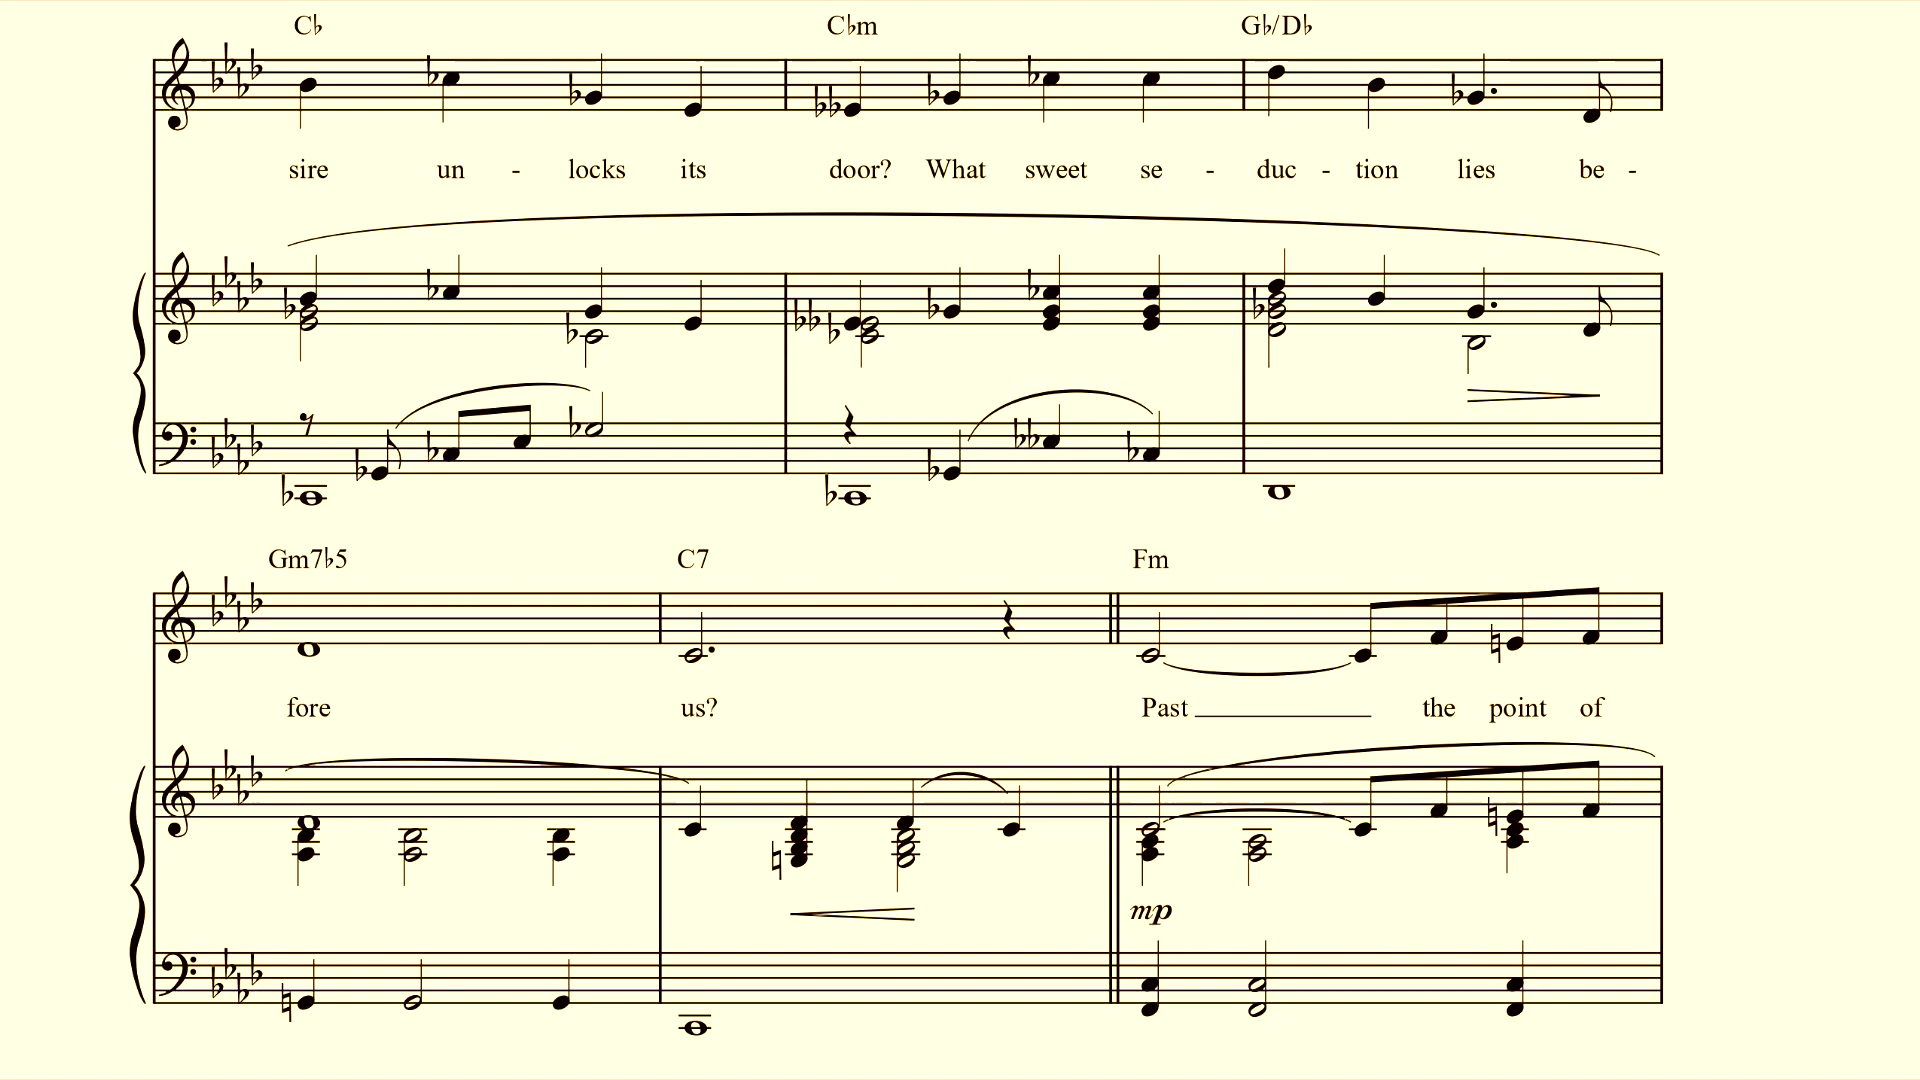 C♭ C♭m G♭/D♭
sire un - locks its door? What sweet se - duc - tion lies be -
Gm7♭5 C7 Fm
fore us? Past the point of
mp